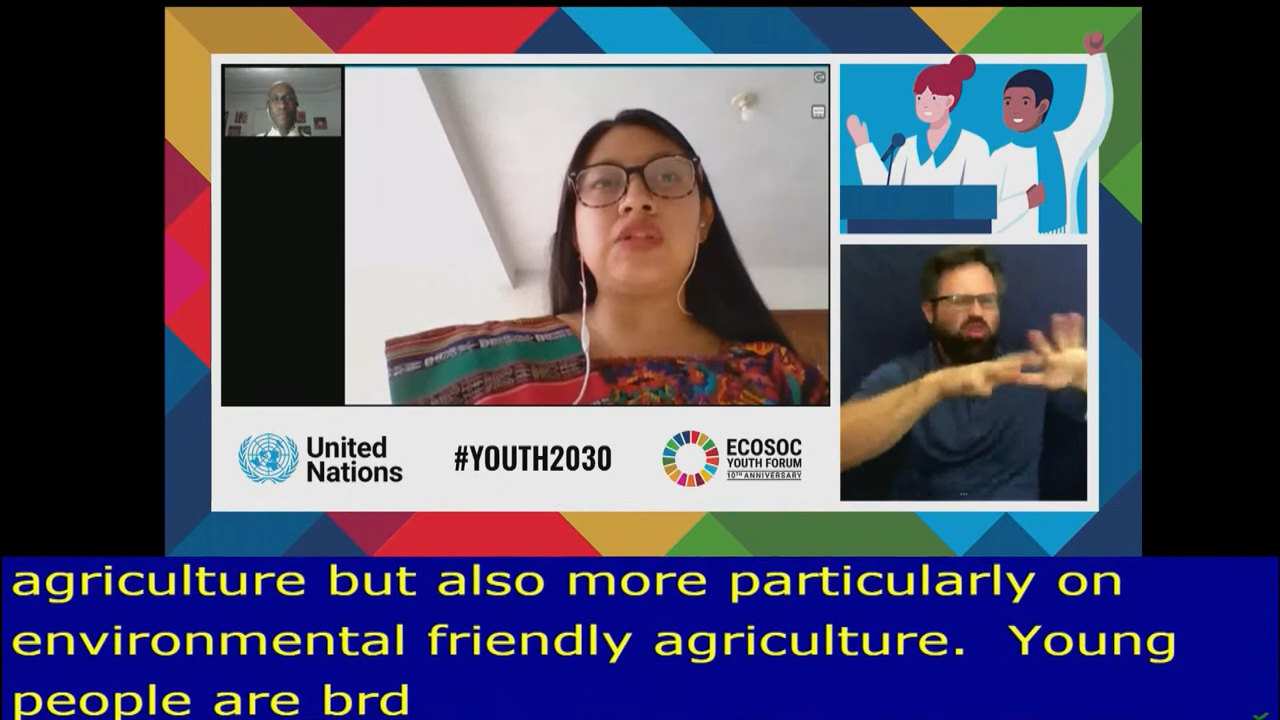 United
Nations
#YOUTH2030
ECOSOC
YOUTH FORUM
10TH ANNIVERSARY
agriculture but also more particularly on
environmental friendly agriculture.  Young
people are brd